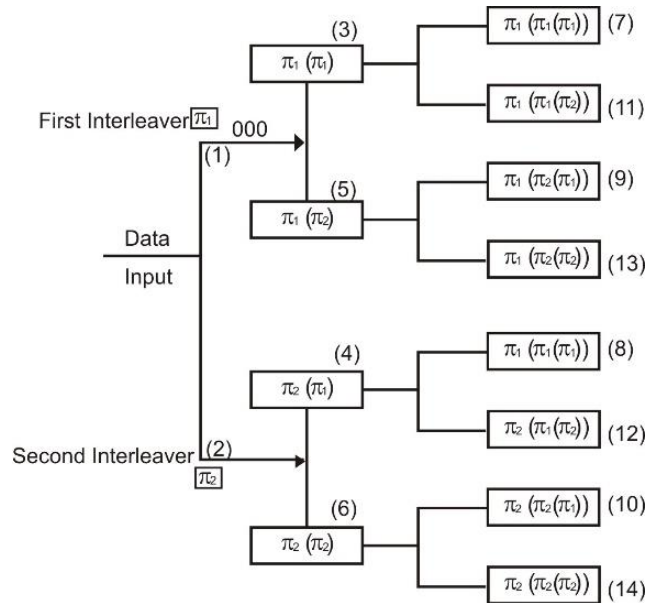 (3)
π₁ (π₁)
π₁ (π₁(π₁)) (7)
π₁ (π₁(π₂)) (11)
First Interleaver π₁
000
(1)
(5)
π₁ (π₂)
π₁ (π₂(π₁)) (9)
π₁ (π₂(π₂)) (13)
Data
Input
(4)
π₂ (π₁)
π₁ (π₁(π₁)) (8)
π₂ (π₁(π₂)) (12)
Second Interleaver
(2)
π₂
(6)
π₂ (π₂)
π₂ (π₂(π₁)) (10)
π₂ (π₂(π₂)) (14)